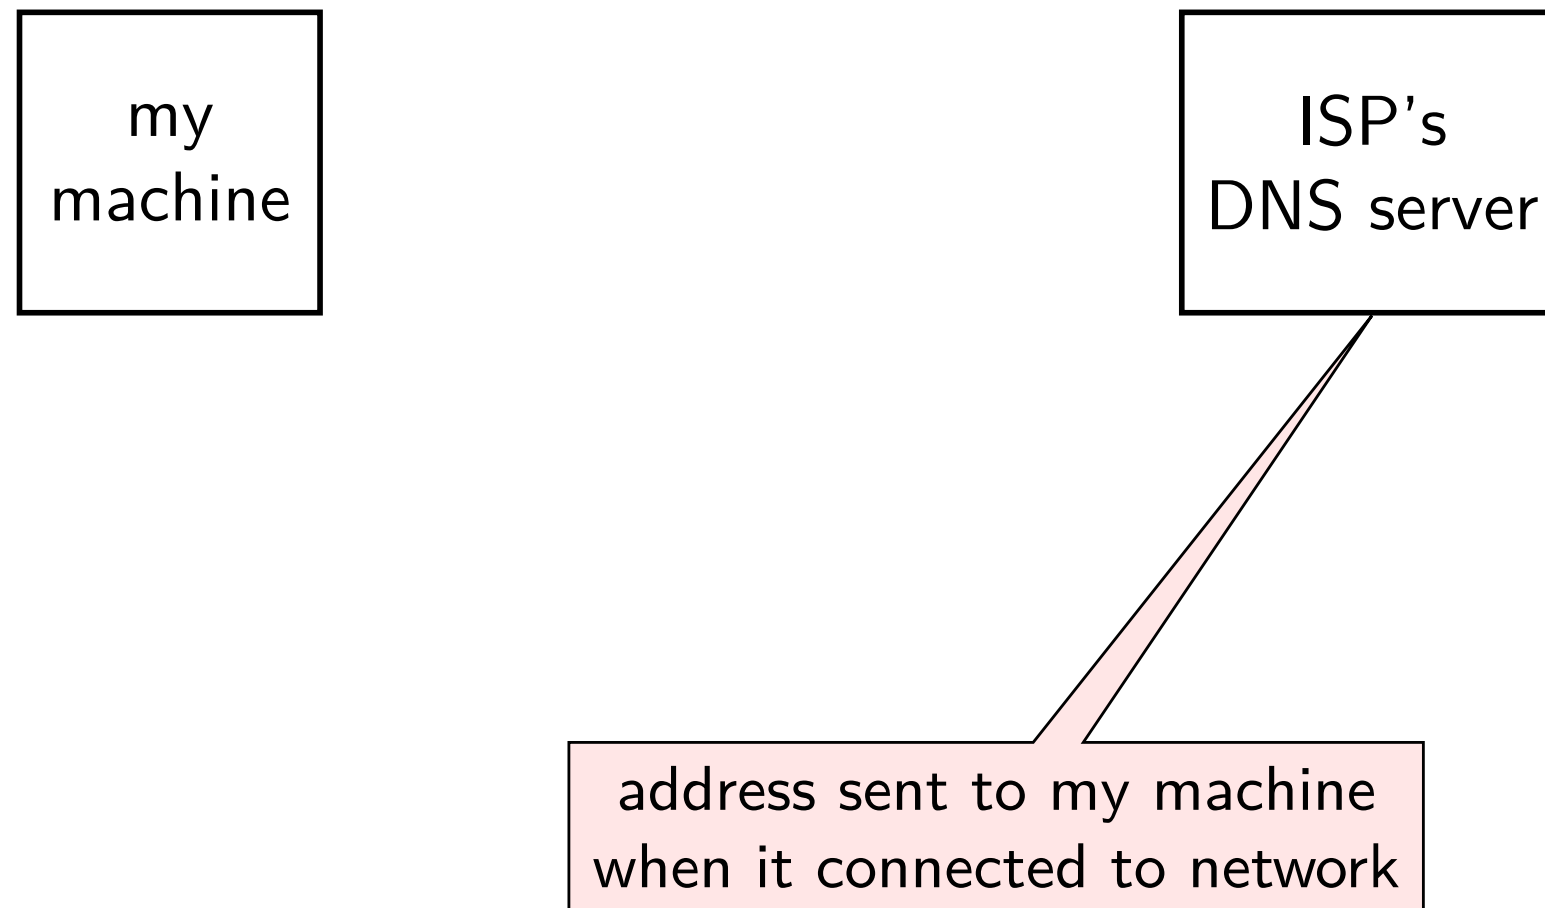 my
machine
ISP's
DNS server
address sent to my machine
when it connected to network